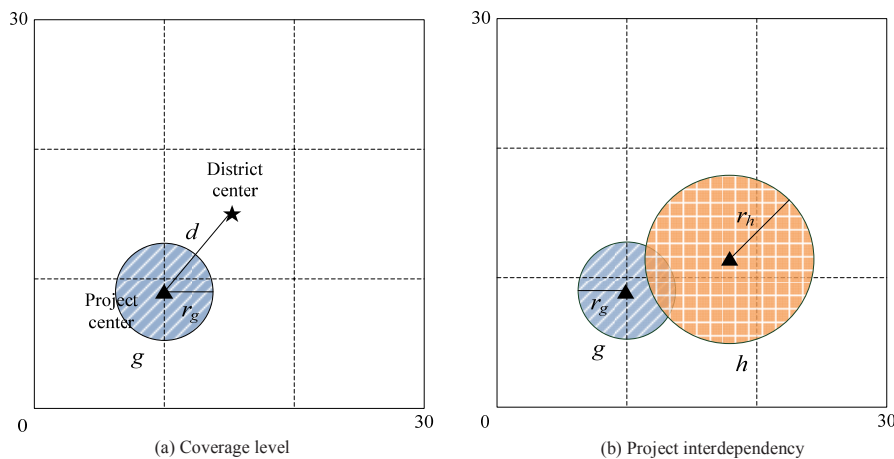 30
District
center
d
Project
center
r_g
g
0
30
(a) Coverage level
30
r_h
r_g
g
h
0
30
(b) Project interdependency